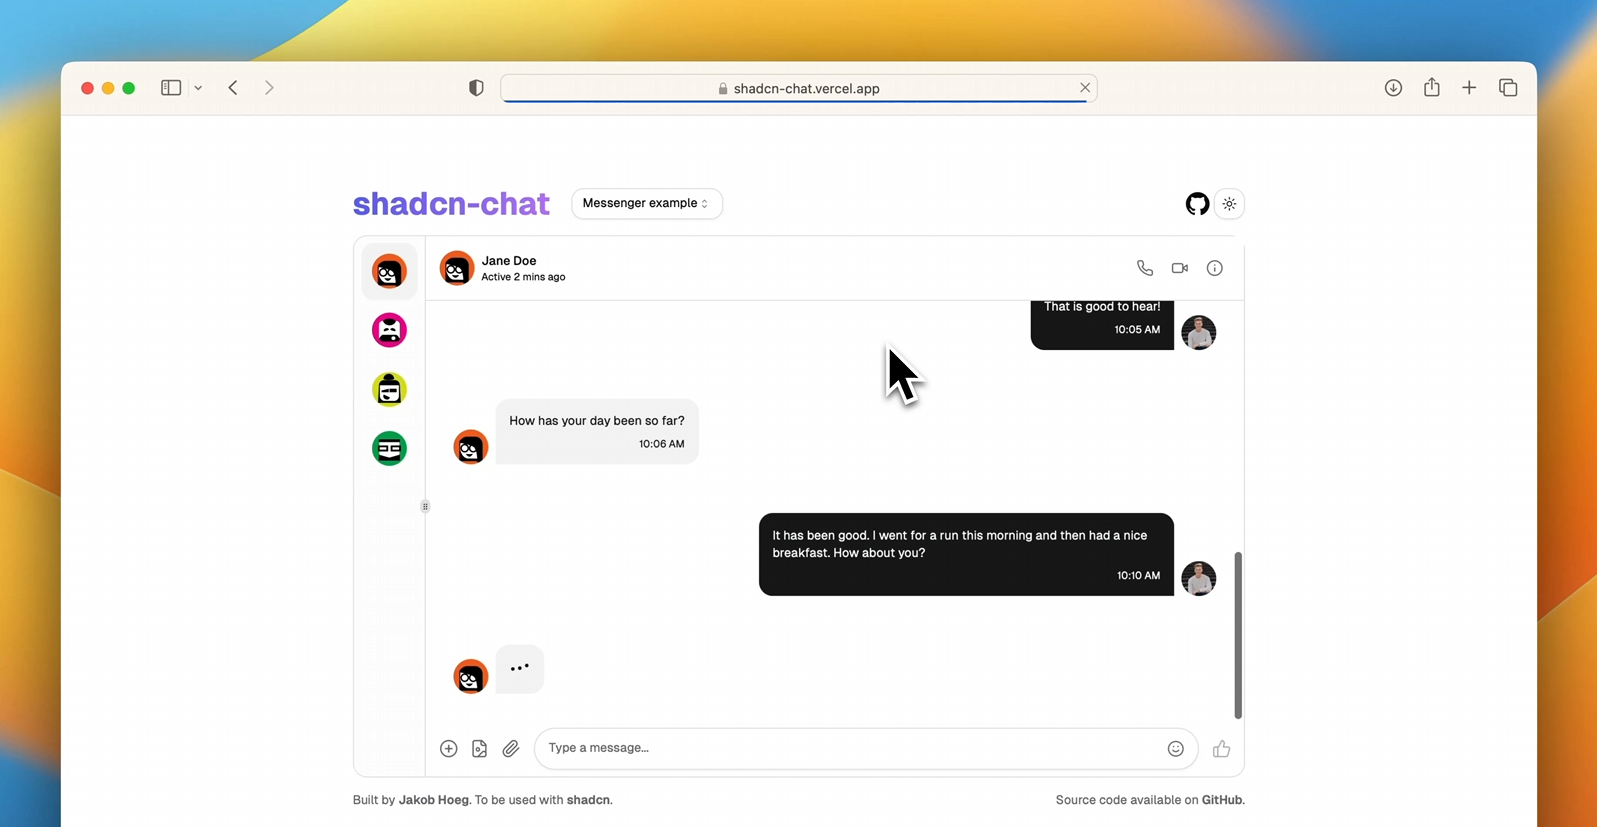 shadcn-chat.vercel.app
shadcn-chat
Messenger example
Jane Doe
Active 2 mins ago
That is good to hear!
10:05 AM
How has your day been so far?
10:06 AM
It has been good. I went for a run this morning and then had a nice
breakfast. How about you?
10:10 AM
Type a message...
Built by Jakob Hoeg. To be used with shadcn.
Source code available on GitHub.